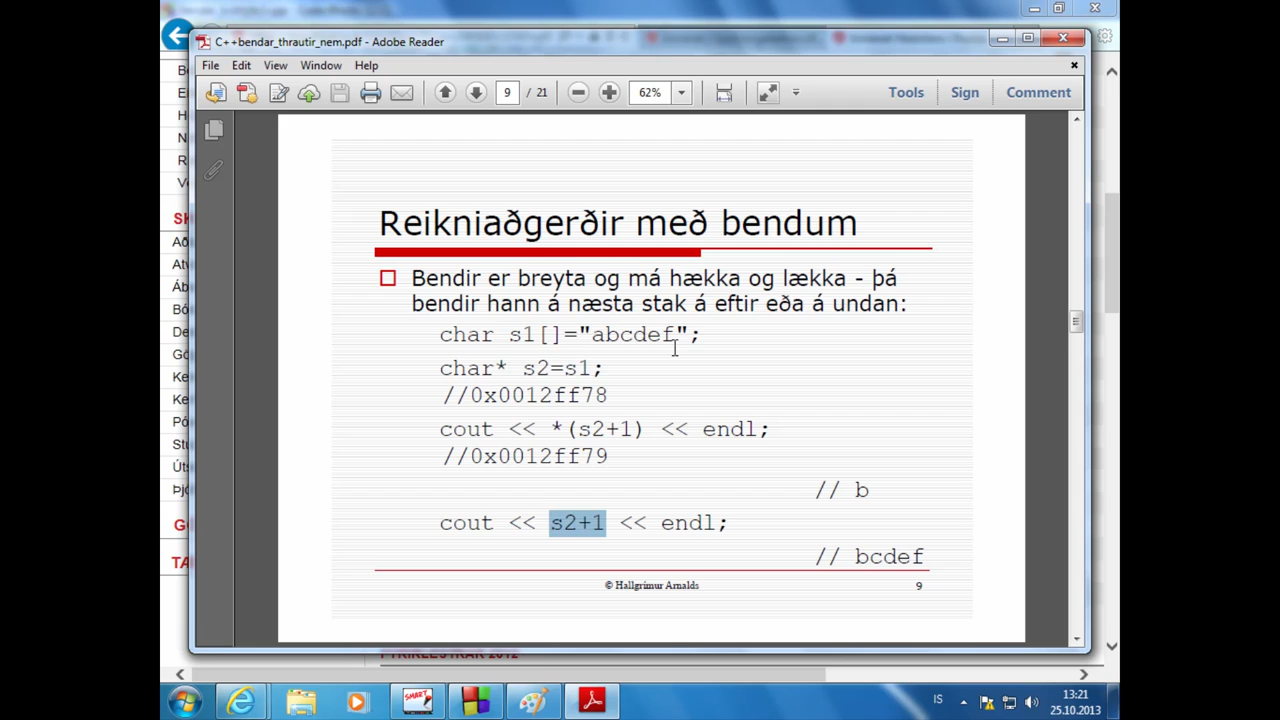 C++bendar_thrautir_nem.pdf - Adobe Reader
File Edit View Window Help
9 / 21 62% Tools Sign Comment
Reikniaðgerðir með bendum
Bendir er breyta og má hækka og lækka - þá
bendir hann á næsta stak á eftir eða á undan:
char s1[]="abcdef";
char* s2=s1;
//0x0012ff78
cout << *(s2+1) << endl;
//0x0012ff79
// b
cout << s2+1 << endl;
// bcdef
© Hallgrímur Arnalds 9
SMART
IS 13:21
25.10.2013